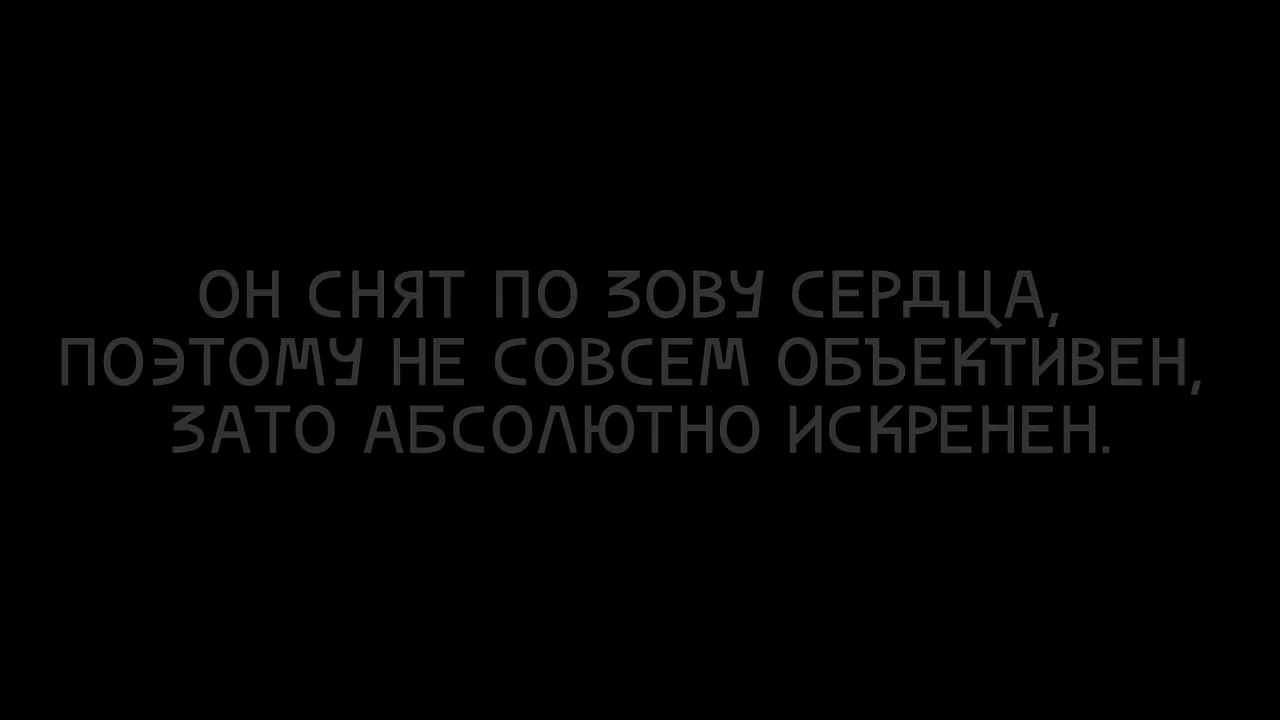 ОН СНЯТ ПО ЗОВУ СЕРДЦА,
ПОЭТОМУ НЕ СОВСЕМ ОБЪЕКТИВЕН,
ЗАТО АБСОЛЮТНО ИСКРЕНЕН.